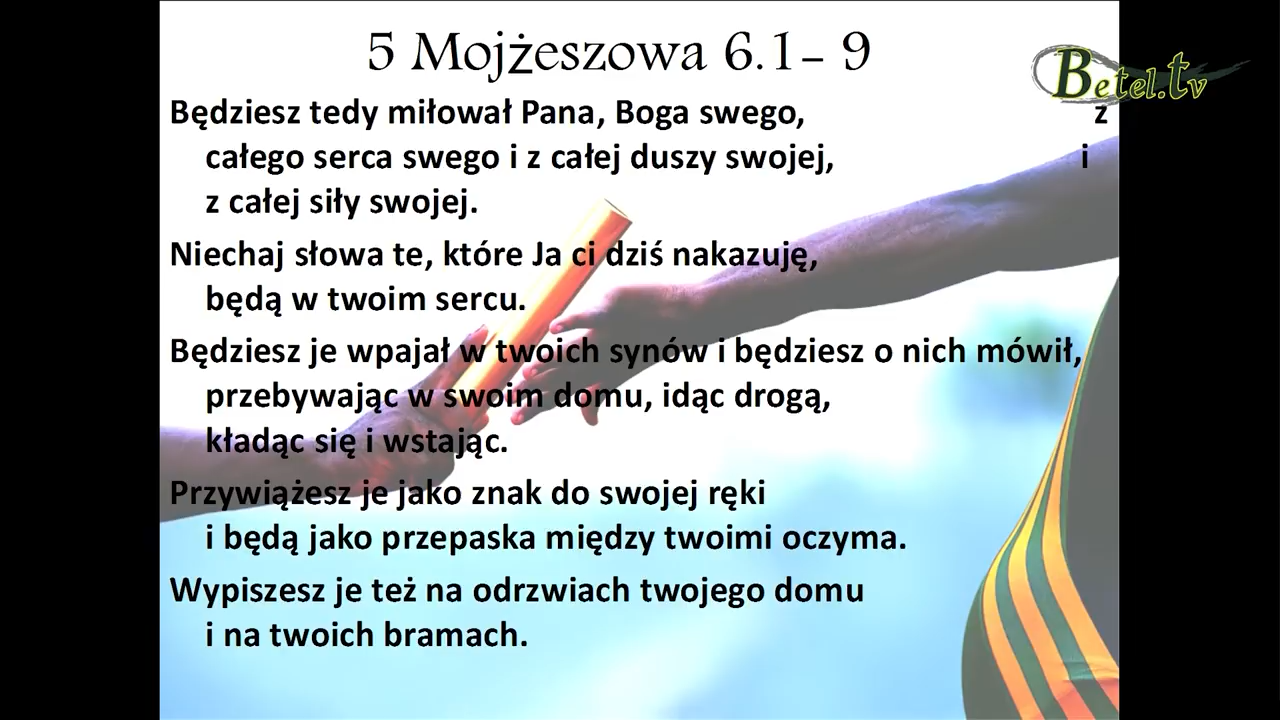 5 Mojżeszowa 6.1– 9
Betel.tv
Będziesz tedy miłował Pana, Boga swego, z
całego serca swego i z całej duszy swojej, i
z całej siły swojej.
Niechaj słowa te, które Ja ci dziś nakazuję,
będą w twoim sercu.
Będziesz je wpajał w twoich synów i będziesz o nich mówił,
przebywając w swoim domu, idąc drogą,
kładąc się i wstając.
Przywiążesz je jako znak do swojej ręki
i będą jako przepaska między twoimi oczyma.
Wypiszesz je też na odrzwiach twojego domu
i na twoich bramach.